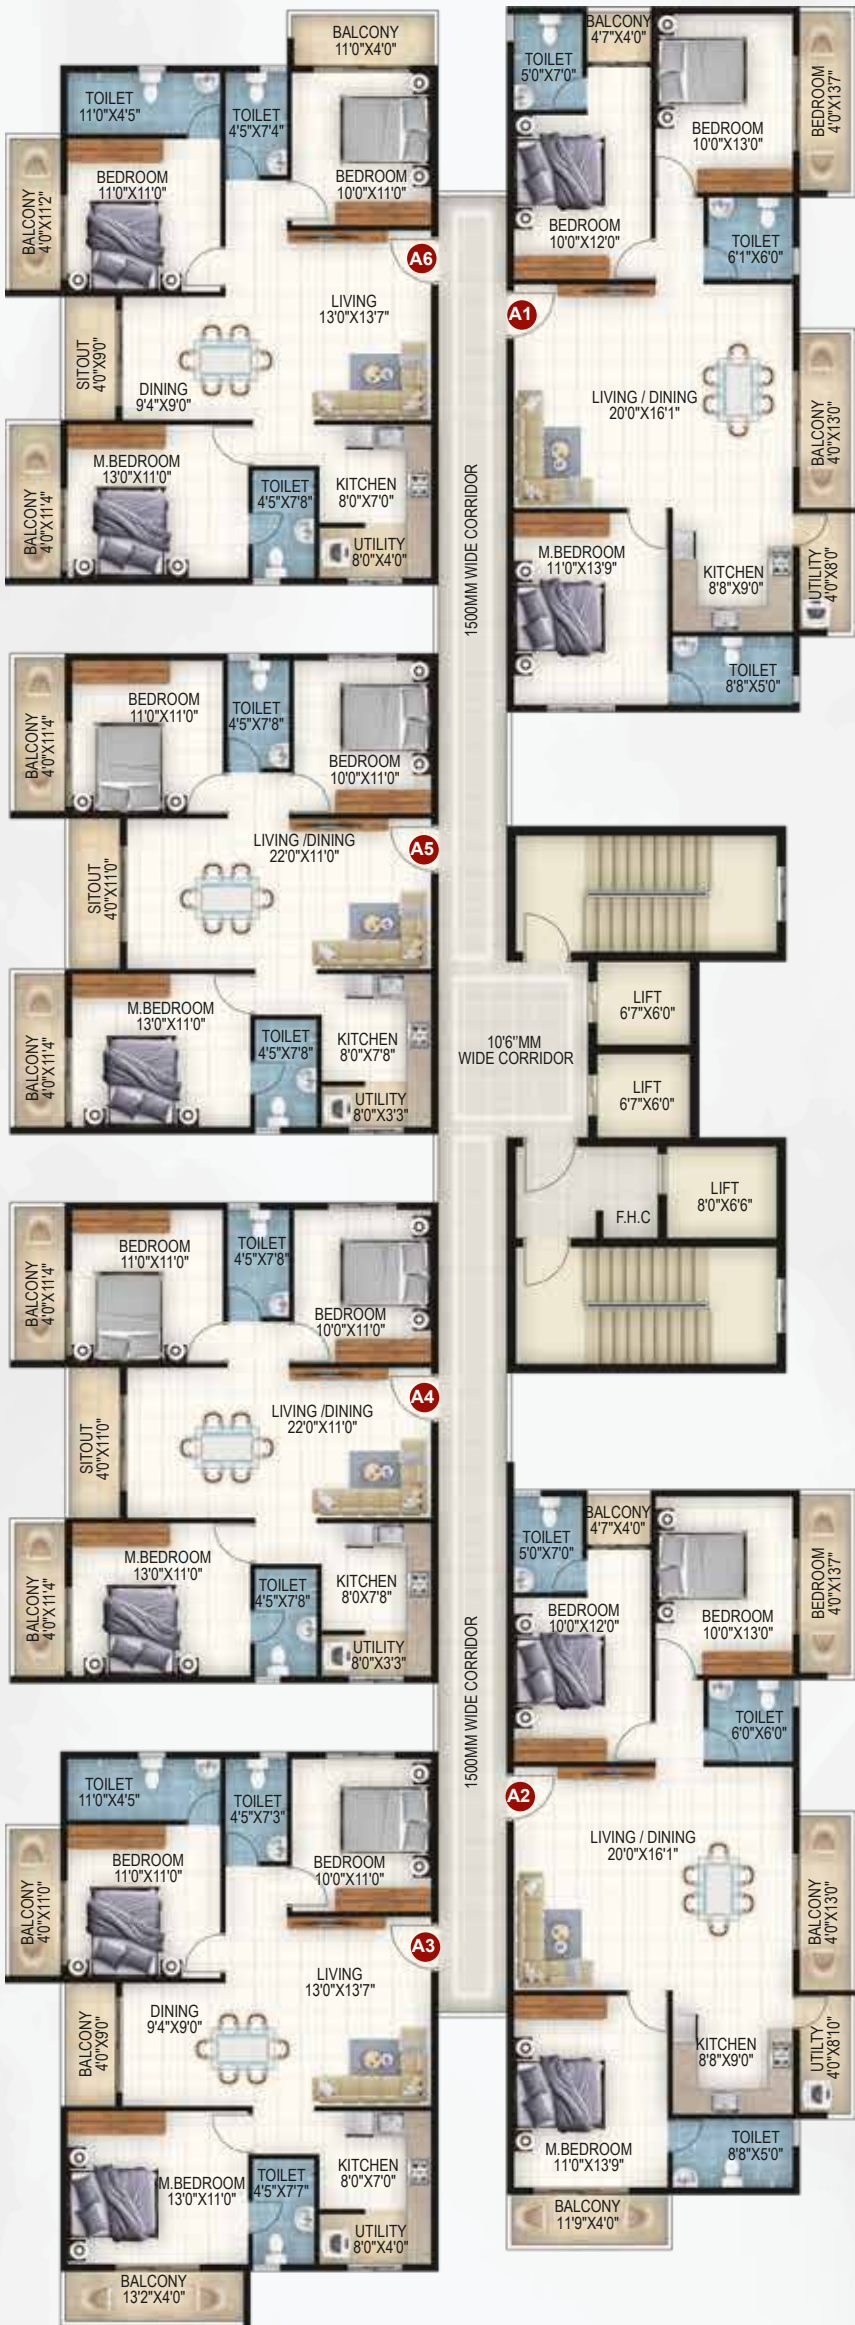 BALCONY
11'0"X4'0"
TOILET
11'0"X4'5"
TOILET
4'5"X7'4"
BEDROOM
11'0"X11'0"
BEDROOM
10'0"X11'0"
BALCONY
4'0"X11'2"
A6
LIVING
13'0"X13'7"
SITOUT
4'0"X9'0"
DINING
9'4"X9'0"
M.BEDROOM
13'0"X11'0"
BALCONY
4'0"X11'4"
TOILET
4'5"X7'8"
KITCHEN
8'0"X7'0"
UTILITY
8'0"X4'0"
BALCONY
4'7"X4'0"
TOILET
5'0"X7'0"
BEDROOM
10'0"X13'0"
BEDROOM
4'0"X13'7"
BEDROOM
10'0"X12'0"
TOILET
6'1"X6'0"
A1
LIVING / DINING
20'0"X16'1"
BALCONY
4'0"X13'0"
M.BEDROOM
11'0"X13'9"
KITCHEN
8'8"X9'0"
UTILITY
4'0"X8'0"
TOILET
8'8"X5'0"
1500MM WIDE CORRIDOR
BALCONY
4'0"X11'4"
BEDROOM
11'0"X11'0"
TOILET
4'5"X7'8"
BEDROOM
10'0"X11'0"
LIVING /DINING
22'0"X11'0"
A5
SITOUT
4'0"X11'0"
M.BEDROOM
13'0"X11'0"
BALCONY
4'0"X11'4"
TOILET
4'5"X7'8"
KITCHEN
8'0"X7'8"
UTILITY
8'0"X3'3"
10'6"MM
WIDE CORRIDOR
LIFT
6'7"X6'0"
LIFT
6'7"X6'0"
LIFT
8'0"X6'6"
F.H.C
BALCONY
4'0"X11'4"
BEDROOM
11'0"X11'0"
TOILET
4'5"X7'8"
BEDROOM
10'0"X11'0"
A4
LIVING /DINING
22'0"X11'0"
SITOUT
4'0"X11'0"
M.BEDROOM
13'0"X11'0"
BALCONY
4'0"X11'4"
TOILET
4'5"X7'8"
KITCHEN
8'0X7'8"
UTILITY
8'0"X3'3"
1500MM WIDE CORRIDOR
BALCONY
4'7"X4'0"
TOILET
5'0"X7'0"
BEDROOM
4'0"X13'7"
BEDROOM
10'0"X12'0"
BEDROOM
10'0"X13'0"
TOILET
6'0"X6'0"
A2
LIVING / DINING
20'0"X16'1"
BALCONY
4'0"X13'0"
KITCHEN
8'8"X9'0"
UTILTY
4'0"X8'10"
M.BEDROOM
11'0"X13'9"
TOILET
8'8"X5'0"
BALCONY
11'9"X4'0"
TOILET
11'0"X4'5"
TOILET
4'5"X7'3"
BEDROOM
11'0"X11'0"
BEDROOM
10'0"X11'0"
BALCONY
4'0"X11'0"
A3
LIVING
13'0"X13'7"
DINING
9'4"X9'0"
BALCONY
4'0"X9'0"
M.BEDROOM
13'0"X11'0"
TOILET
4'5"X7'7"
KITCHEN
8'0"X7'0"
UTILITY
8'0"X4'0"
BALCONY
13'2"X4'0"